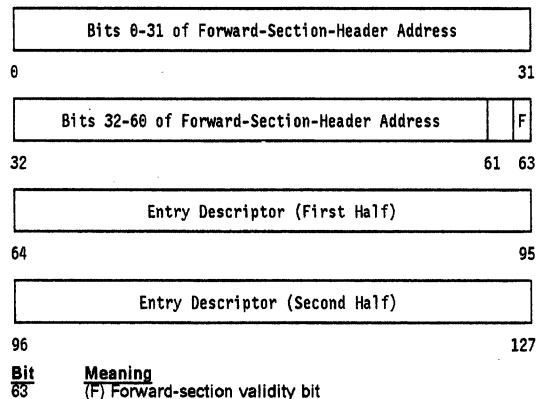 Bits 0-31 of Forward-Section-Header Address
0 31
Bits 32-60 of Forward-Section-Header Address F
32 61 63
Entry Descriptor (First Half)
64 95
Entry Descriptor (Second Half)
96 127
Bit Meaning
63 (F) Forward-section validity bit